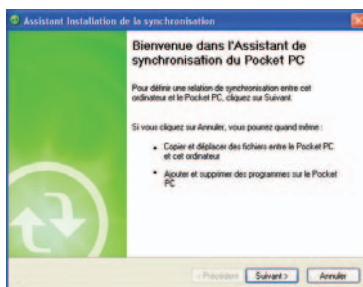 Assistant Installation de la synchronisation
Bienvenue dans l'Assistant de
synchronisation du Pocket PC
Pour définir une relation de synchronisation entre cet
ordinateur et le Pocket PC, cliquez sur Suivant.
Si vous cliquez sur Annuler, vous pourrez quand même :
• Copier et déplacer des fichiers entre le Pocket PC
et cet ordinateur
• Ajouter et supprimer des programmes sur le Pocket
PC
< Précédent Suivant > Annuler